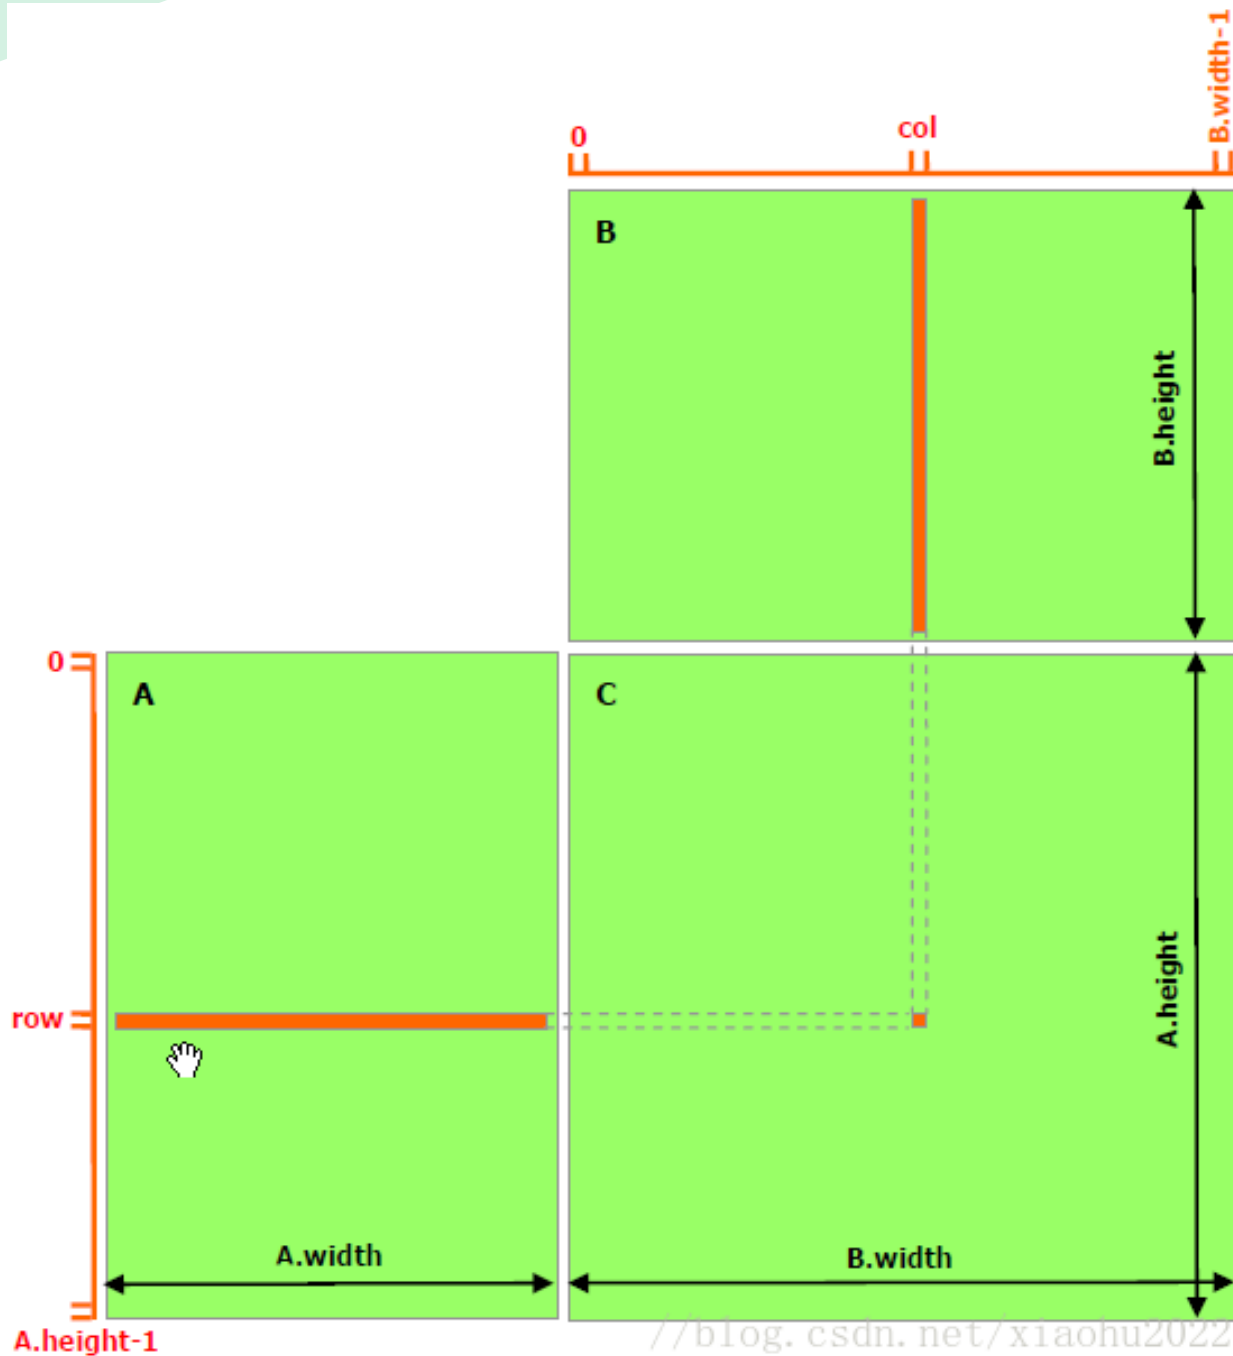 B.width-1
0
col
B
B.height
0
A
C
row
A.height
A.width
B.width
A.height-1
//blog.csdn.net/xiaohu2022